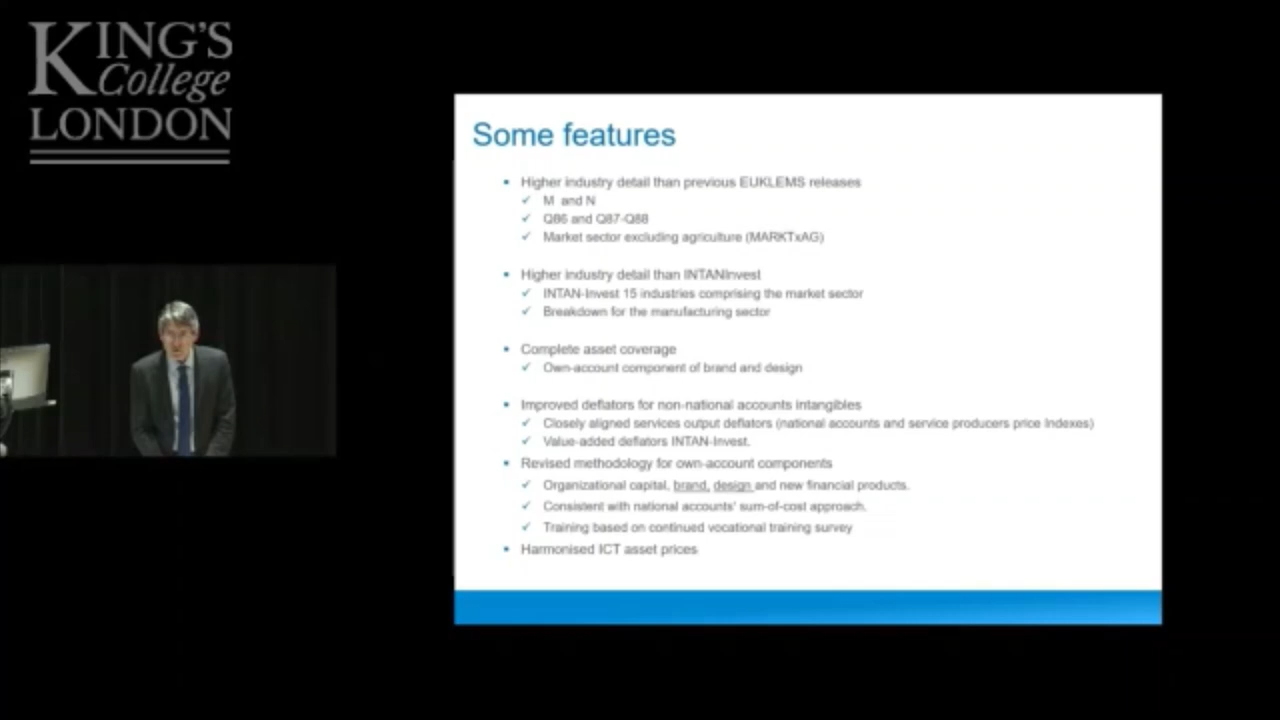 KING'S
College
LONDON
Some features
Higher industry detail than previous EUKLEMS releases
M and N
Q86 and Q87-Q88
Market sector excluding agriculture (MARKTxAG)
Higher industry detail than INTANInvest
INTAN-Invest 15 industries comprising the market sector
Breakdown for the manufacturing sector
Complete asset coverage
Own-account component of brand and design
Improved deflators for non-national accounts intangibles
Closely aligned services output deflators (national accounts and service producers price Indexes)
Value-added deflators INTAN-Invest.
Revised methodology for own-account components
Organizational capital, brand, design and new financial products.
Consistent with national accounts' sum-of-cost approach.
Training based on continued vocational training survey
Harmonised ICT asset prices